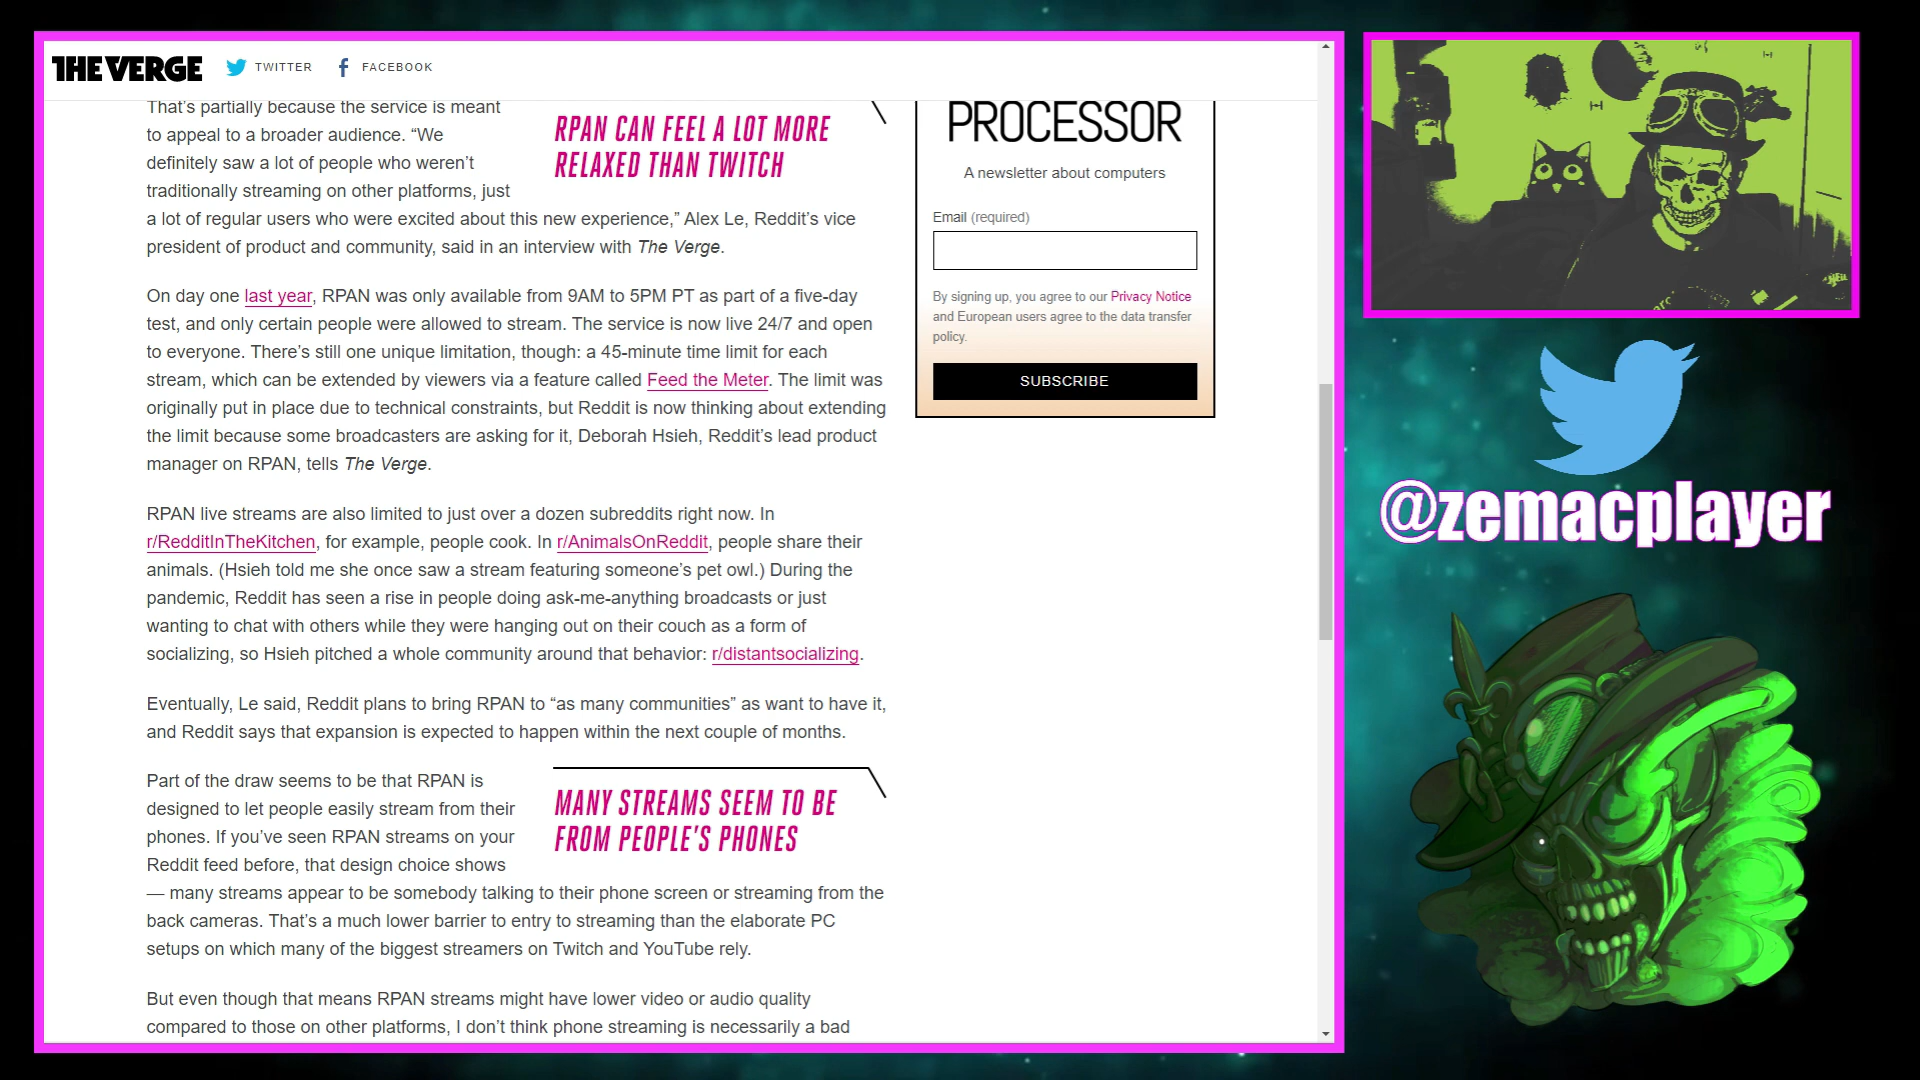 THE VERGE TWITTER FACEBOOK
That's partially because the service is meant
to appeal to a broader audience. “We
definitely saw a lot of people who weren't
traditionally streaming on other platforms, just
a lot of regular users who were excited about this new experience,” Alex Le, Reddit's vice
president of product and community, said in an interview with The Verge.
RPAN CAN FEEL A LOT MORE
RELAXED THAN TWITCH
On day one last year, RPAN was only available from 9AM to 5PM PT as part of a five-day
test, and only certain people were allowed to stream. The service is now live 24/7 and open
to everyone. There's still one unique limitation, though: a 45-minute time limit for each
stream, which can be extended by viewers via a feature called Feed the Meter. The limit was
originally put in place due to technical constraints, but Reddit is now thinking about extending
the limit because some broadcasters are asking for it, Deborah Hsieh, Reddit's lead product
manager on RPAN, tells The Verge.
RPAN live streams are also limited to just over a dozen subreddits right now. In
r/RedditInTheKitchen, for example, people cook. In r/AnimalsOnReddit, people share their
animals. (Hsieh told me she once saw a stream featuring someone's pet owl.) During the
pandemic, Reddit has seen a rise in people doing ask-me-anything broadcasts or just
wanting to chat with others while they were hanging out on their couch as a form of
socializing, so Hsieh pitched a whole community around that behavior: r/distantsocializing.
Eventually, Le said, Reddit plans to bring RPAN to “as many communities” as want to have it,
and Reddit says that expansion is expected to happen within the next couple of months.
Part of the draw seems to be that RPAN is
designed to let people easily stream from their
phones. If you've seen RPAN streams on your
Reddit feed before, that design choice shows
— many streams appear to be somebody talking to their phone screen or streaming from the
back cameras. That's a much lower barrier to entry to streaming than the elaborate PC
setups on which many of the biggest streamers on Twitch and YouTube rely.
MANY STREAMS SEEM TO BE
FROM PEOPLE'S PHONES
But even though that means RPAN streams might have lower video or audio quality
compared to those on other platforms, I don't think phone streaming is necessarily a bad
PROCESSOR
A newsletter about computers
Email (required)
By signing up, you agree to our Privacy Notice
and European users agree to the data transfer
policy.
SUBSCRIBE
@zemacplayer